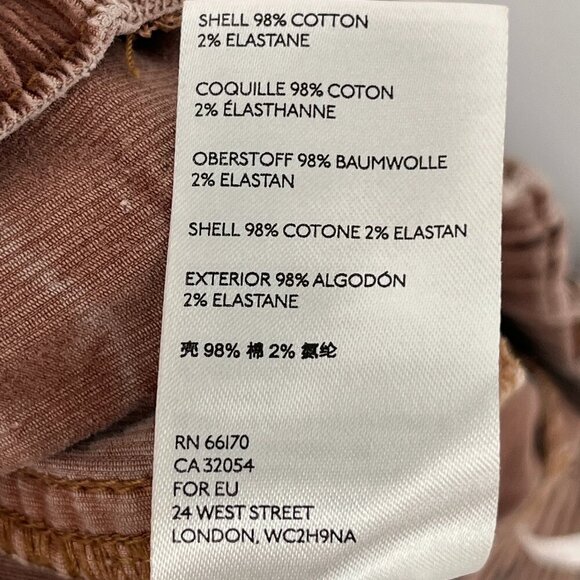 SHELL 98% COTTON
2% ELASTANE
COQUILLE 98% COTON
2% ÉLASTHANNE
OBERSTOFF 98% BAUMWOLLE
2% ELASTAN
SHELL 98% COTONE 2% ELASTAN
EXTERIOR 98% ALGODÓN
2% ELASTANE
壳 98% 棉 2% 氨纶
RN 66170
CA 32054
FOR EU
24 WEST STREET
LONDON, WC2H9NA